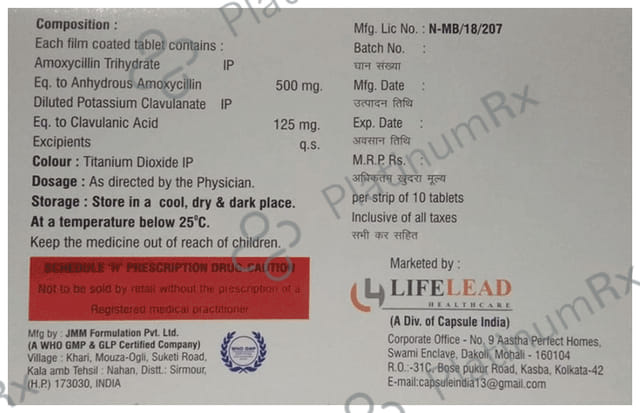 Composition :
Each film coated tablet contains :
Amoxycillin Trihydrate IP
Eq. to Anhydrous Amoxycillin 500 mg.
Diluted Potassium Clavulanate IP
Eq. to Clavulanic Acid 125 mg.
Excipients q.s.
Colour : Titanium Dioxide IP
Dosage : As directed by the Physician.
Storage : Store in a cool, dry & dark place.
At a temperature below 25°C.
Keep the medicine out of reach of children.
SCHEDULE 'H' PRESCRIPTION DRUG-CAUTION
Not to be sold by retail without the prescription of a
Registered medical practitioner
Mfg by : JMM Formulation Pvt. Ltd.
(A WHO GMP & GLP Certified Company)
Village : Khari, Mouza-Ogli, Suketi Road,
Kala amb Tehsil : Nahan, Distt.: Sirmour,
(H.P.) 173030, INDIA
WHO GMP
Mfg. Lic No. : N-MB/18/207
Batch No. :
घान संख्या
Mfg. Date :
उत्पादन तिथि
Exp. Date :
अवसान तिथि
M.R.P Rs. :
अधिकतम् खुदरा मूल्य
per strip of 10 tablets
Inclusive of all taxes
सभी कर सहित
Marketed by :
LIFELEAD
HEALTHCARE
(A Div. of Capsule India)
Corporate Office - No. 9 Aastha Perfect Homes,
Swami Enclave, Dakoli, Mohali - 160104
R.O.:-31C, Bose pukur Road, Kasba, Kolkata-42
E-mail:capsuleindia13@gmail.com
PlatinumRx